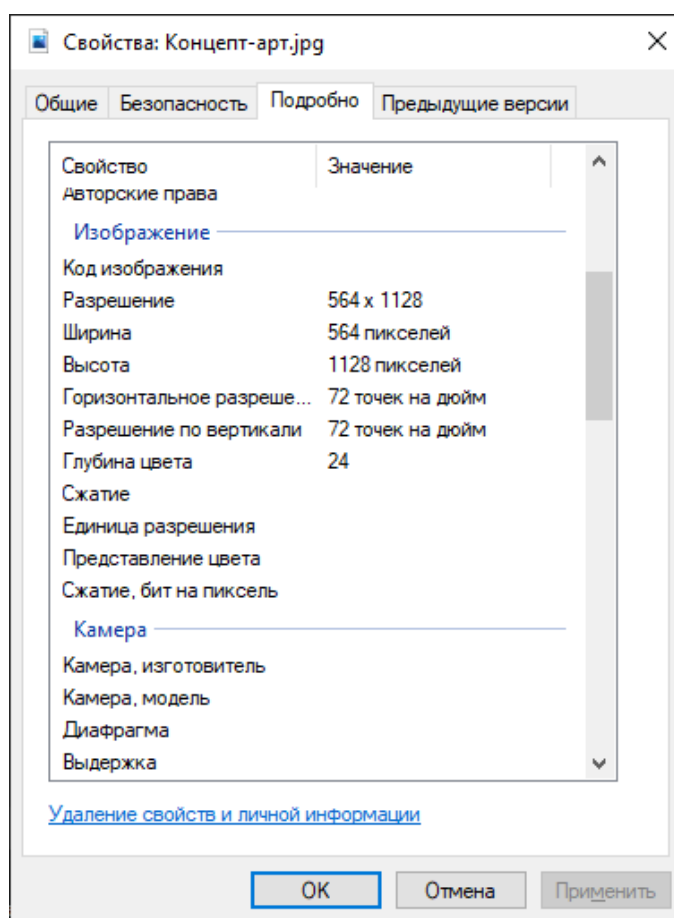 Свойства: Концепт-арт.jpg
Общие Безопасность Подробно Предыдущие версии
Свойство Значение
Авторские права
Изображение
Код изображения
Разрешение 564 x 1128
Ширина 564 пикселей
Высота 1128 пикселей
Горизонтальное разреше... 72 точек на дюйм
Разрешение по вертикали 72 точек на дюйм
Глубина цвета 24
Сжатие
Единица разрешения
Представление цвета
Сжатие, бит на пиксель
Камера
Камера, изготовитель
Камера, модель
Диафрагма
Выдержка
Удаление свойств и личной информации
OK Отмена Применить